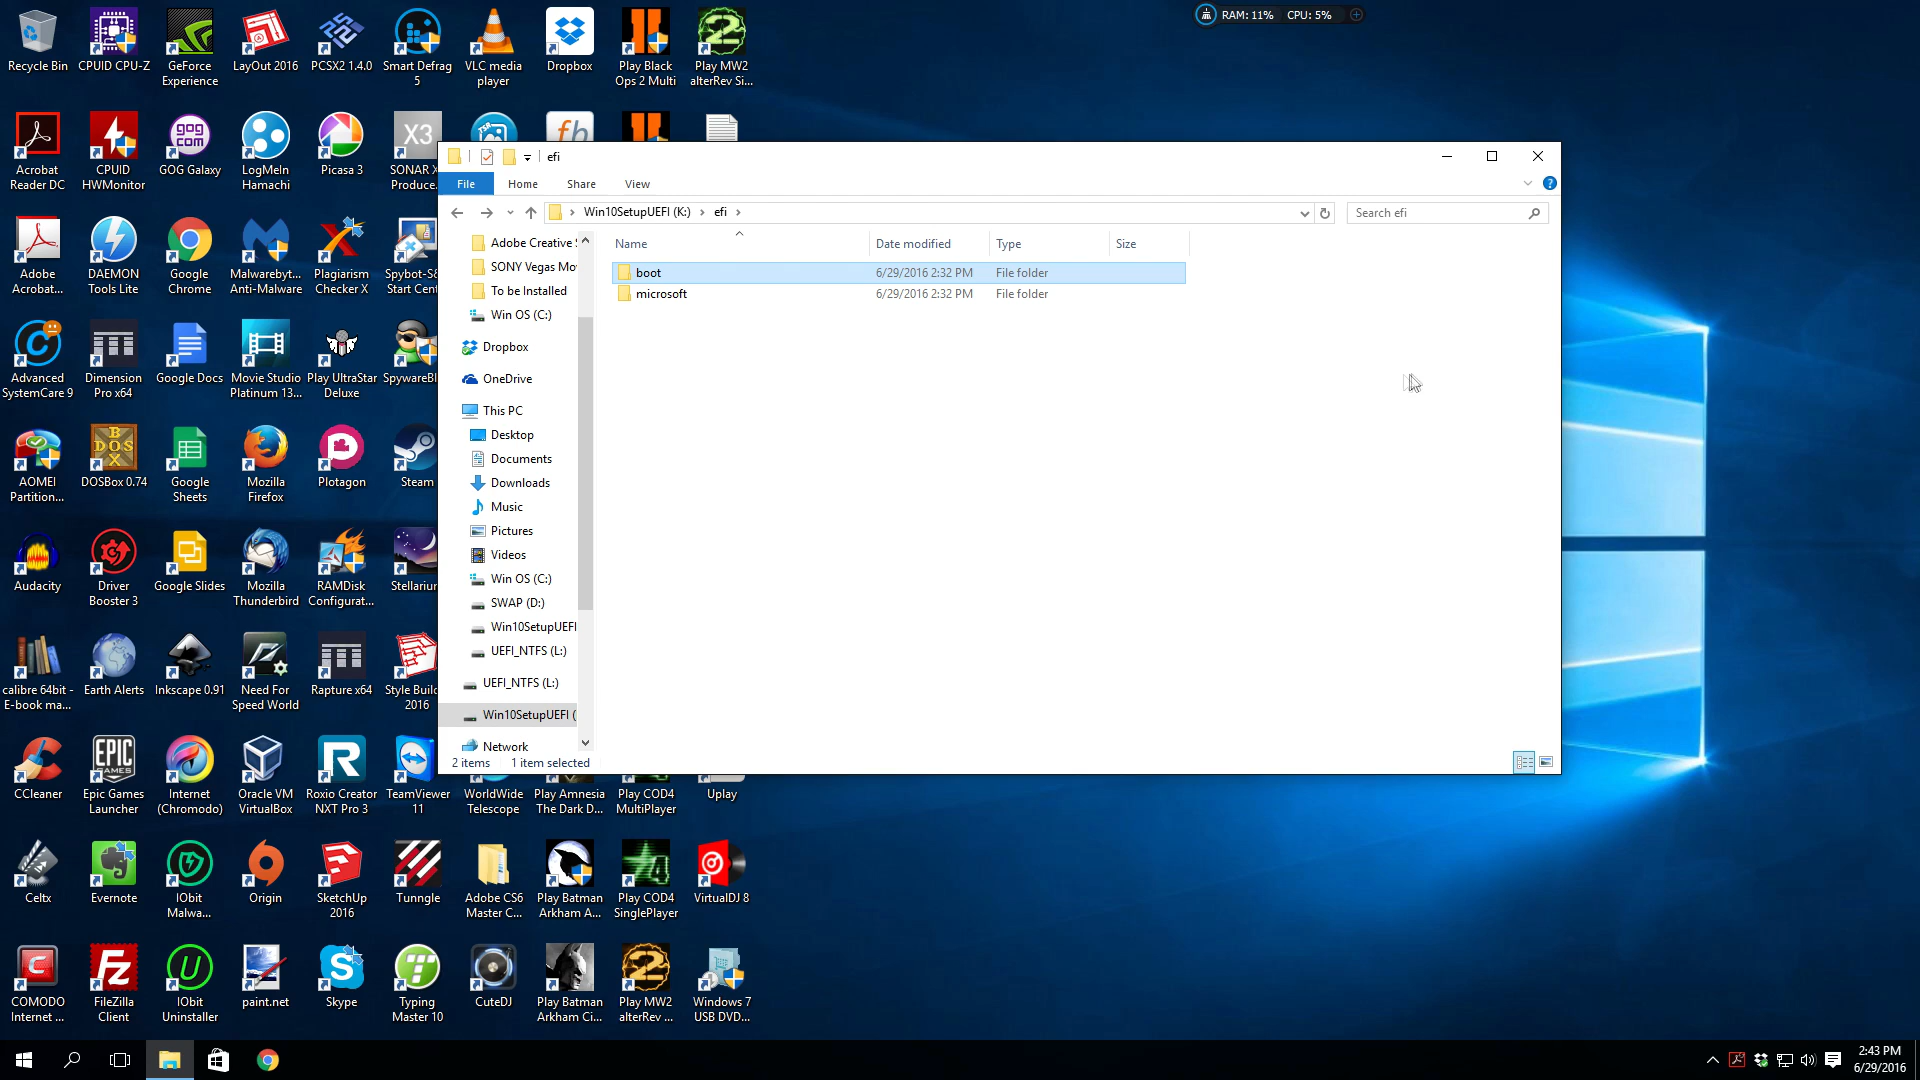 RAM: 11% CPU: 5%
Recycle Bin
CPUID CPU-Z
GeForce
Experience
LayOut 2016
PCSX2 1.4.0
Smart Defrag
5
VLC media
player
Dropbox
Play Black
Ops 2 Multi
Play MW2
alterRev Si...
Acrobat
Reader DC
CPUID
HWMonitor
gog
com
GOG Galaxy
LogMeIn
Hamachi
Picasa 3
X3
SONAR X
Produce.
efi
File Home Share View
Win10SetupUEFI (K:) efi
Search efi
Name Date modified Type Size
boot 6/29/2016 2:32 PM File folder
microsoft 6/29/2016 2:32 PM File folder
Adobe Creative
SONY Vegas Mo
To be Installed
Win OS (C:)
Dropbox
OneDrive
This PC
Desktop
Documents
Downloads
Music
Pictures
Videos
Win OS (C:)
SWAP (D:)
Win10SetupUEFI
UEFI_NTFS (L:)
UEFI_NTFS (L:)
Win10SetupUEFI (
Network
2 items 1 item selected
Adobe
Acrobat...
DAEMON
Tools Lite
Google
Chrome
Malwarebyt...
Anti-Malware
Plagiarism
Checker X
Spybot-S&
Start Cent
Advanced
SystemCare 9
Dimension
Pro x64
Google Docs
Movie Studio
Platinum 13...
Play UltraStar
Deluxe
SpywareBl
AOMEI
Partition...
DOSBox 0.74
Google
Sheets
Mozilla
Firefox
Plotagon
Steam
Audacity
Driver
Booster 3
Google Slides
Mozilla
Thunderbird
RAMDisk
Configurat...
Stellarium
calibre 64bit -
E-book ma...
Earth Alerts
Inkscape 0.91
Need For
Speed World
Rapture x64
Style Build
2016
CCleaner
EPIC
GAMES
Epic Games
Launcher
Internet
(Chromodo)
Oracle VM
VirtualBox
Roxio Creator
NXT Pro 3
TeamViewer
11
WorldWide
Telescope
Play Amnesia
The Dark D...
Play COD4
MultiPlayer
Uplay
Celtx
Evernote
IObit
Malwa...
Origin
SketchUp
2016
Tunngle
Adobe CS6
Master C...
Play Batman
Arkham A...
Play COD4
SinglePlayer
VirtualDJ 8
COMODO
Internet ...
FileZilla
Client
IObit
Uninstaller
paint.net
Skype
Typing
Master 10
CuteDJ
Play Batman
Arkham Ci...
Play MW2
alterRev ...
Windows 7
USB DVD...
2:43 PM
6/29/2016